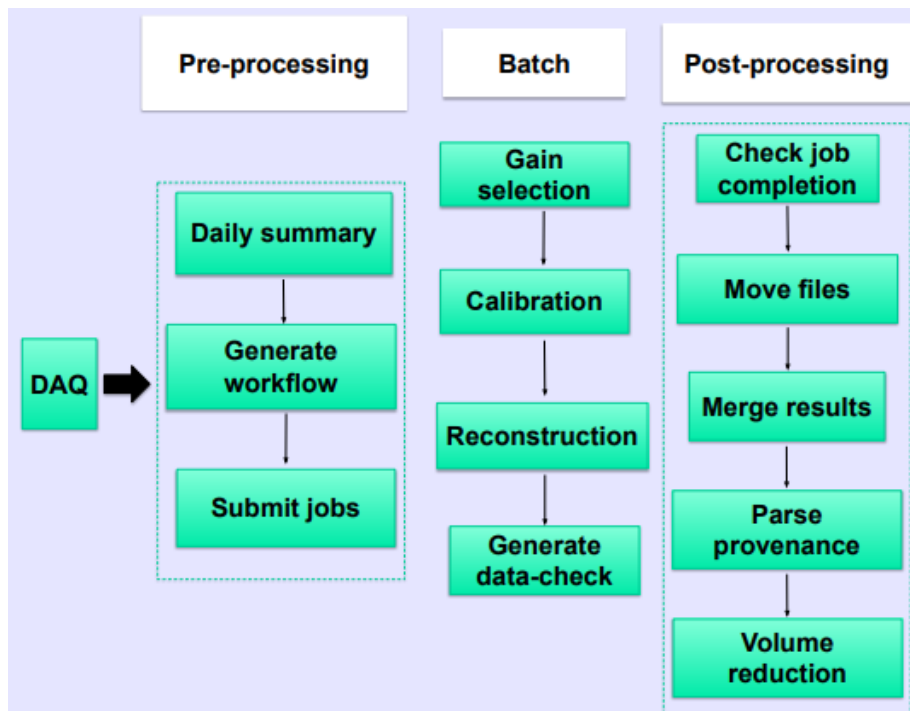 Pre-processing
Batch
Post-processing
DAQ
Daily summary
Generate
workflow
Submit jobs
Gain
selection
Calibration
Reconstruction
Generate
data-check
Check job
completion
Move files
Merge results
Parse
provenance
Volume
reduction